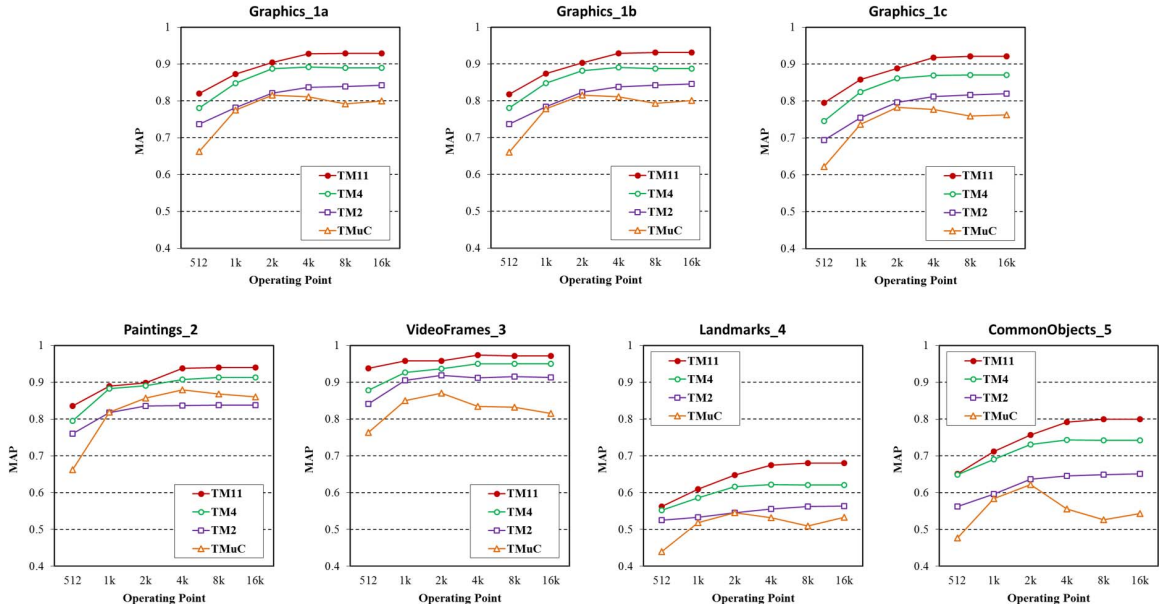 Graphics_1a
1
0.9
0.8
0.7
0.6
0.5
0.4
MAP
TM11
TM4
TM2
TMuC
512 1k 2k 4k 8k 16k
Operating Point
Graphics_1b
1
0.9
0.8
0.7
0.6
0.5
0.4
MAP
TM11
TM4
TM2
TMuC
512 1k 2k 4k 8k 16k
Operating Point
Graphics_1c
1
0.9
0.8
0.7
0.6
0.5
0.4
MAP
TM11
TM4
TM2
TMuC
512 1k 2k 4k 8k 16k
Operating Point
Paintings_2
1
0.9
0.8
0.7
0.6
0.5
0.4
MAP
TM11
TM4
TM2
TMuC
512 1k 2k 4k 8k 16k
Operating Point
VideoFrames_3
1
0.9
0.8
0.7
0.6
0.5
0.4
MAP
TM11
TM4
TM2
TMuC
512 1k 2k 4k 8k 16k
Operating Point
Landmarks_4
1
0.9
0.8
0.7
0.6
0.5
0.4
MAP
TM11
TM4
TM2
TMuC
512 1k 2k 4k 8k 16k
Operating Point
CommonObjects_5
1
0.9
0.8
0.7
0.6
0.5
0.4
MAP
TM11
TM4
TM2
TMuC
512 1k 2k 4k 8k 16k
Operating Point